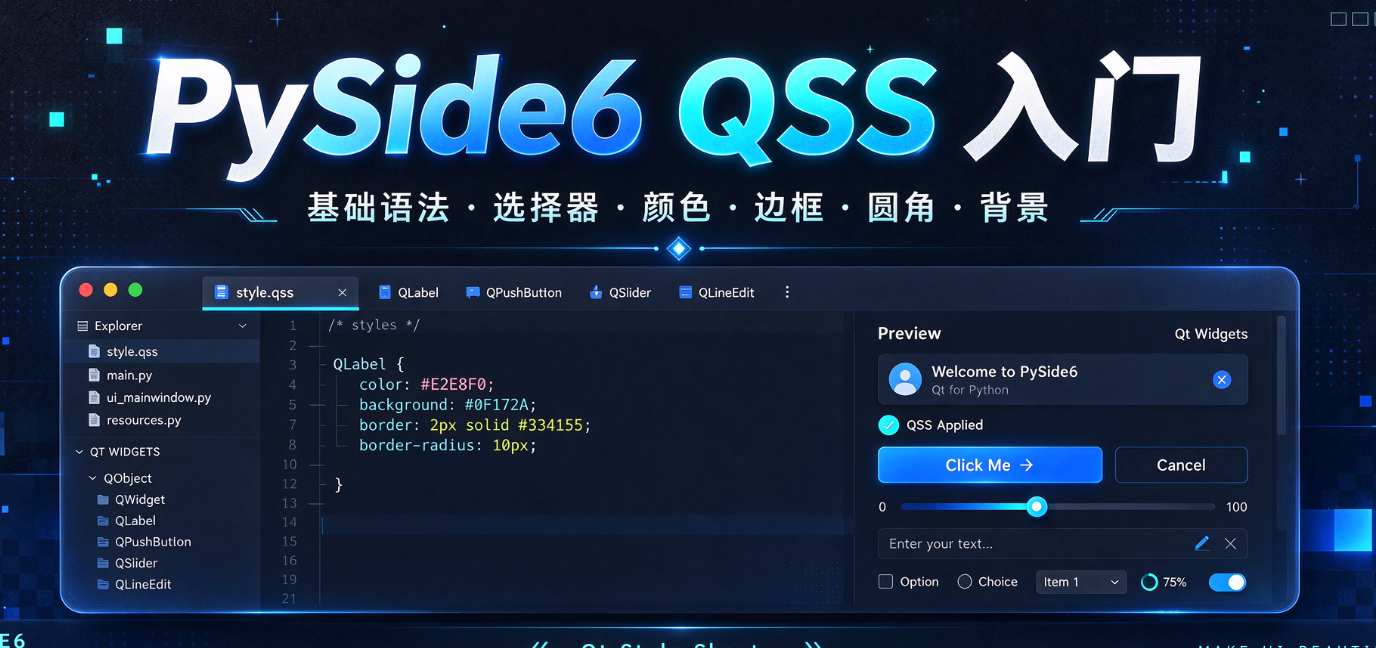 PySide6 QSS 入门
基础语法 · 选择器 · 颜色 · 边框 · 圆角 · 背景
style.qss
QLabel
QPushButton
QSlider
QLineEdit
Explorer
style.qss
main.py
ui_mainwindow.py
resources.py
QT WIDGETS
QObject
QWidget
QLabel
QPushButton
QSlider
QLineEdit
1 /* styles */
2
3 QLabel {
4 color: #E2E8F0;
5 background: #0F172A;
7 border: 2px solid #334155;
8 border-radius: 10px;
10
12 }
13
14
15
16
19
21
Preview
Qt Widgets
Welcome to PySide6
Qt for Python
QSS Applied
Click Me →
Cancel
0
100
Enter your text...
Option
Choice
Item 1
75%
E6